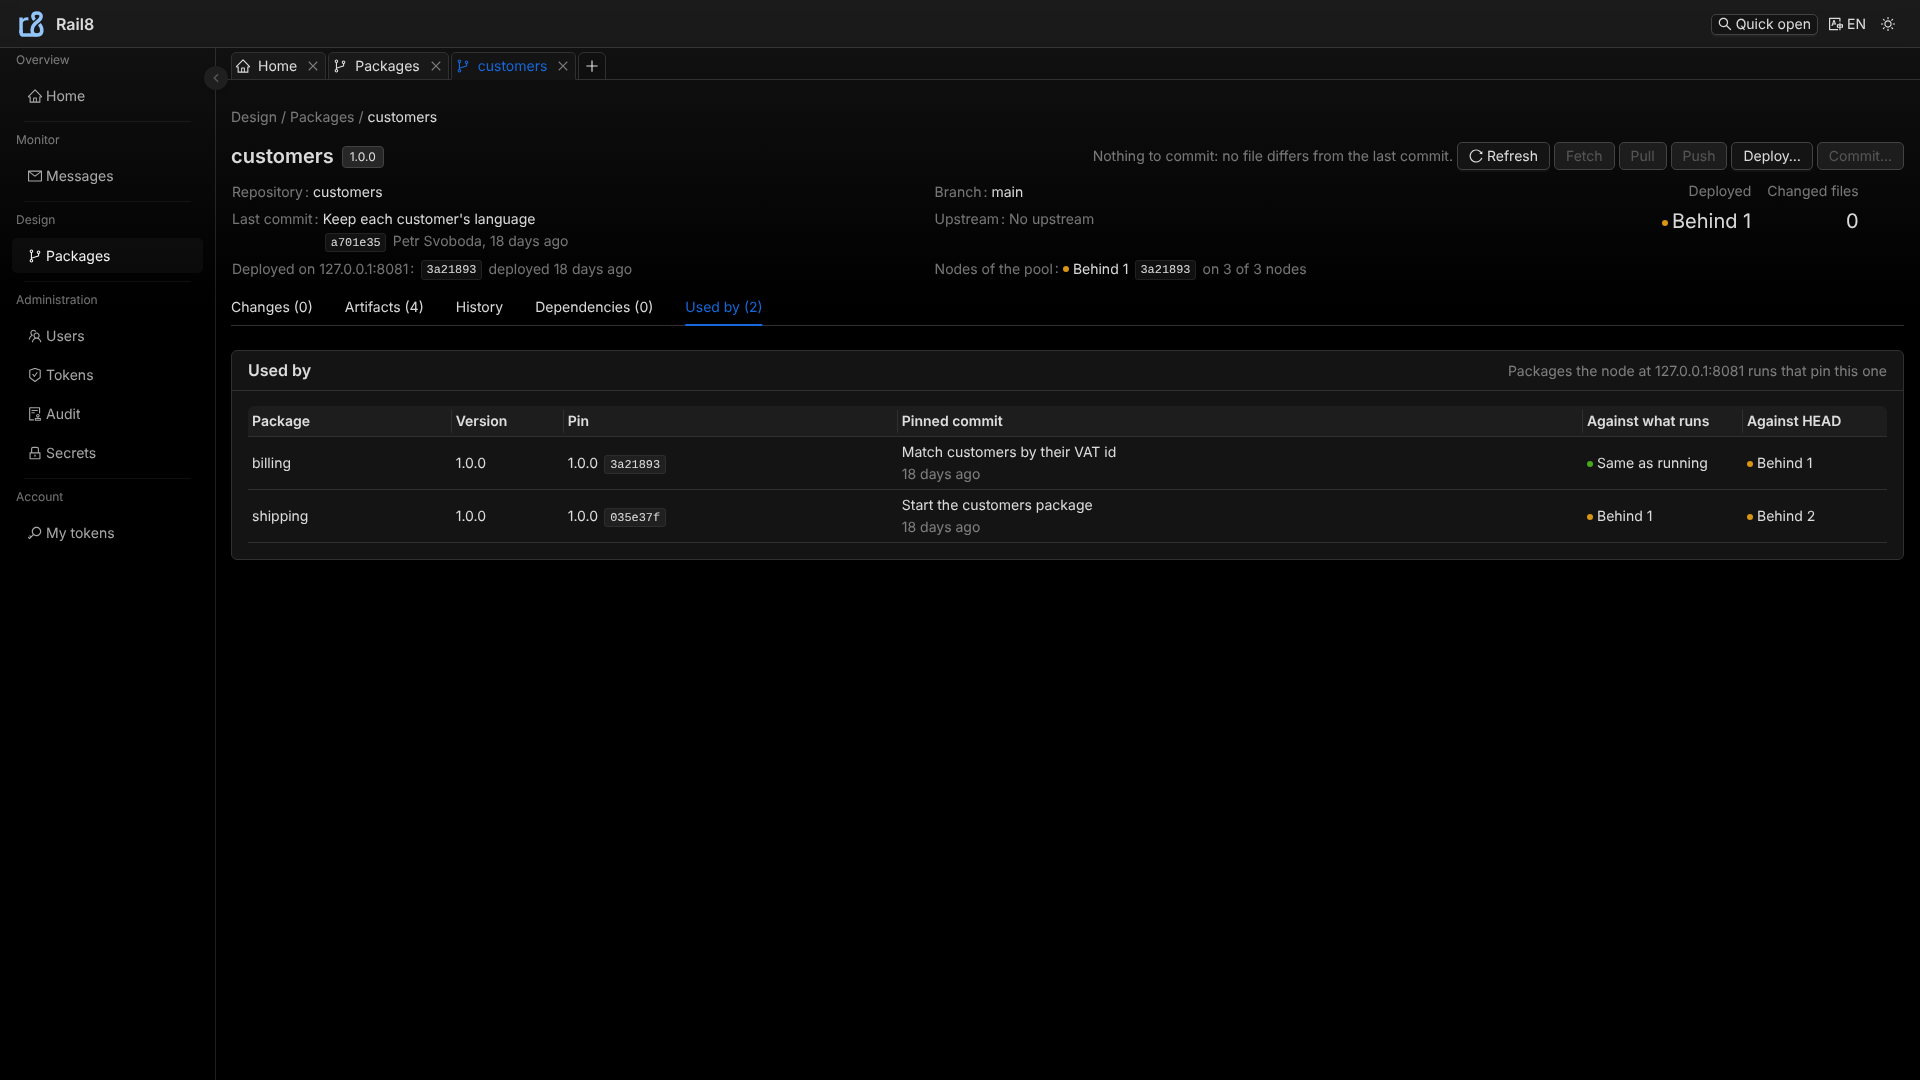 Rail8
Quick open
EN
Overview
Home
Monitor
Messages
Design
Packages
Administration
Users
Tokens
Audit
Secrets
Account
My tokens
Home
Packages
customers
Design / Packages / customers
customers 1.0.0
Nothing to commit: no file differs from the last commit.
Refresh
Fetch
Pull
Push
Deploy...
Commit...
Repository: customers
Branch: main
Deployed
Changed files
Last commit: Keep each customer's language
Upstream: No upstream
Behind 1
0
a701e35 Petr Svoboda, 18 days ago
Deployed on 127.0.0.1:8081: 3a21893 deployed 18 days ago
Nodes of the pool: Behind 1 3a21893 on 3 of 3 nodes
Changes (0)
Artifacts (4)
History
Dependencies (0)
Used by (2)
Used by
Packages the node at 127.0.0.1:8081 runs that pin this one
Package
Version
Pin
Pinned commit
Against what runs
Against HEAD
billing
1.0.0
1.0.0 3a21893
Match customers by their VAT id
18 days ago
Same as running
Behind 1
shipping
1.0.0
1.0.0 035e37f
Start the customers package
18 days ago
Behind 1
Behind 2